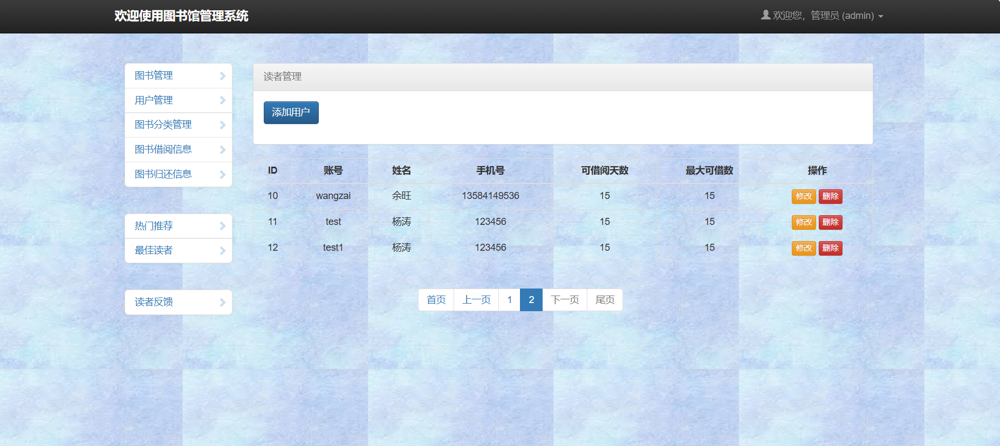 欢迎使用图书馆管理系统
欢迎您，管理员 (admin)
图书管理
用户管理
图书分类管理
图书借阅信息
图书归还信息
热门推荐
最佳读者
读者反馈
读者管理
添加用户
ID 账号 姓名 手机号 可借阅天数 最大可借数 操作
10 wangzai 余旺 13584149536 15 15 修改 删除
11 test 杨涛 123456 15 15 修改 删除
12 test1 杨涛 123456 15 15 修改 删除
首页 上一页 1 2 下一页 尾页